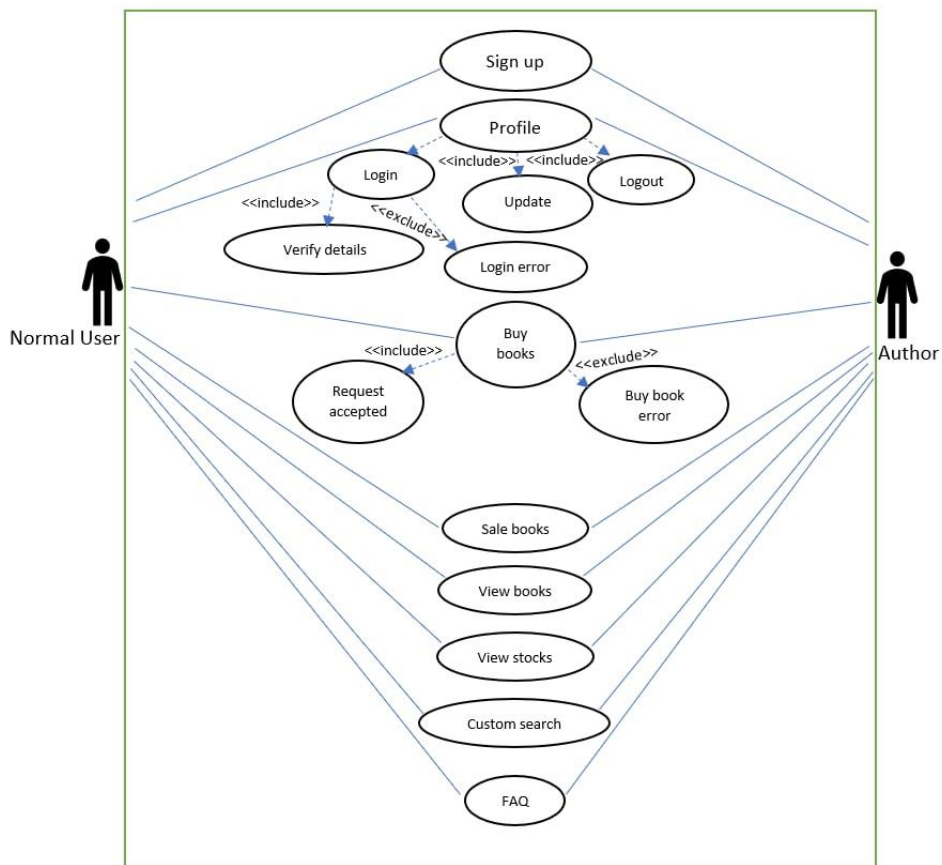 Sign up
Profile
<<include>>
<<include>>
Login
Logout
Update
<<include>>
<<exclude>>
Verify details
Login error
Normal User
Author
Buy
books
<<include>>
<<exclude>>
Request
accepted
Buy book
error
Sale books
View books
View stocks
Custom search
FAQ